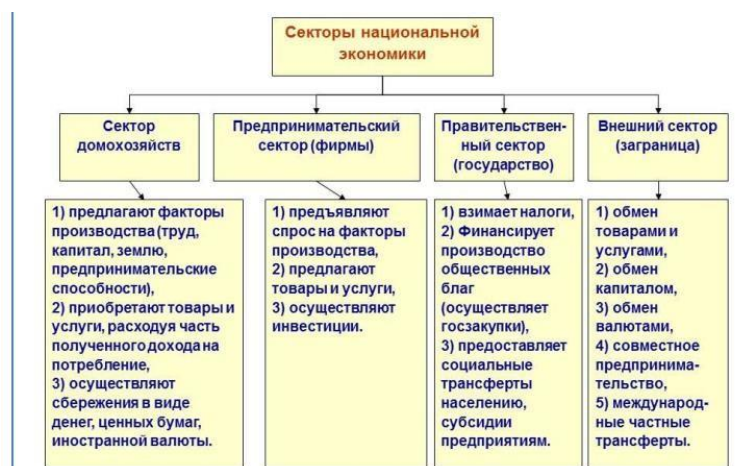 Секторы национальной
экономики
Сектор
домохозяйств
Предпринимательский
сектор (фирмы)
Правительствен-
ный сектор
(государство)
Внешний сектор
(заграница)
1) предлагают факторы
производства (труд,
капитал, землю,
предпринимательские
способности),
2) приобретают товары и
услуги, расходуя часть
полученного дохода на
потребление,
3) осуществляют
сбережения в виде
денег, ценных бумаг,
иностранной валюты.
1) предъявляют
спрос на факторы
производства,
2) предлагают
товары и услуги,
3) осуществляют
инвестиции.
1) взимает налоги,
2) Финансирует
производство
общественных
благ
(осуществляет
госзакупки),
3) предоставляет
социальные
трансферты
населению,
субсидии
предприятиям.
1) обмен
товарами и
услугами,
2) обмен
капиталом,
3) обмен
валютами,
4) совместное
предпринима-
тельство,
5) международ-
ные частные
трансферты.